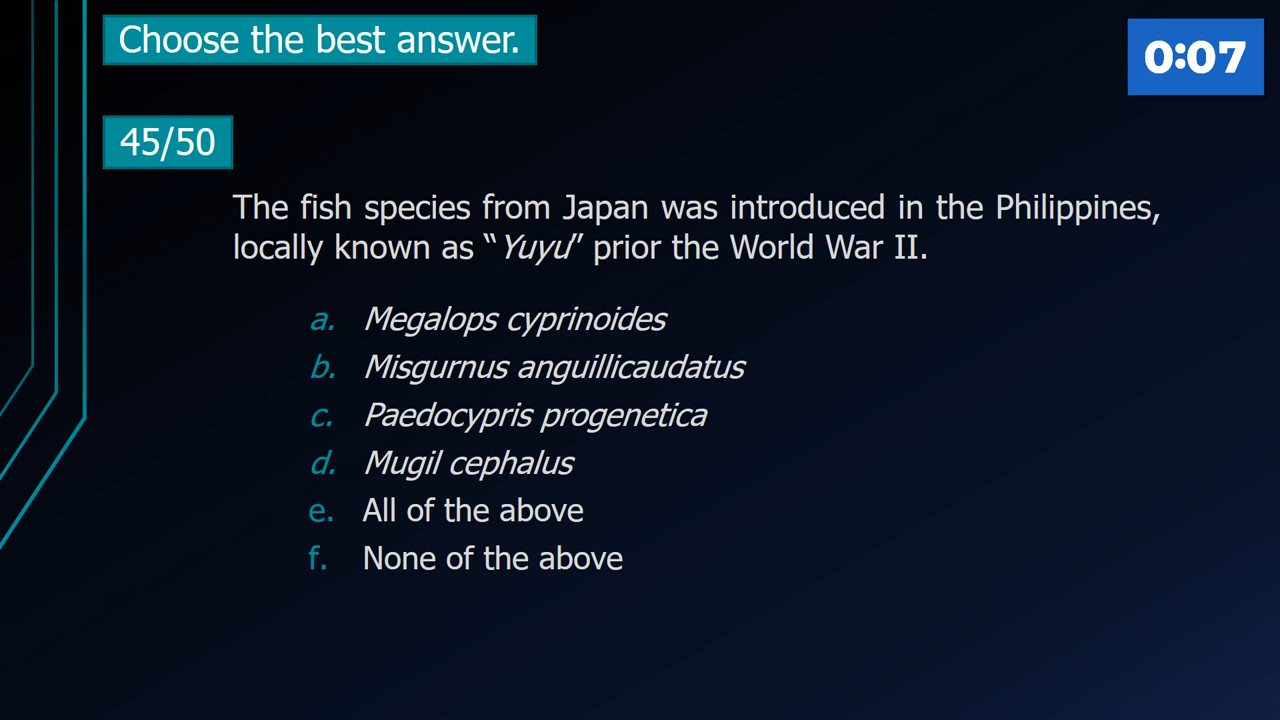 Choose the best answer.
0:07
45/50
The fish species from Japan was introduced in the Philippines,
locally known as “Yuyu” prior the World War II.
a. Megalops cyprinoides
b. Misgurnus anguillicaudatus
c. Paedocypris progenetica
d. Mugil cephalus
e. All of the above
f. None of the above